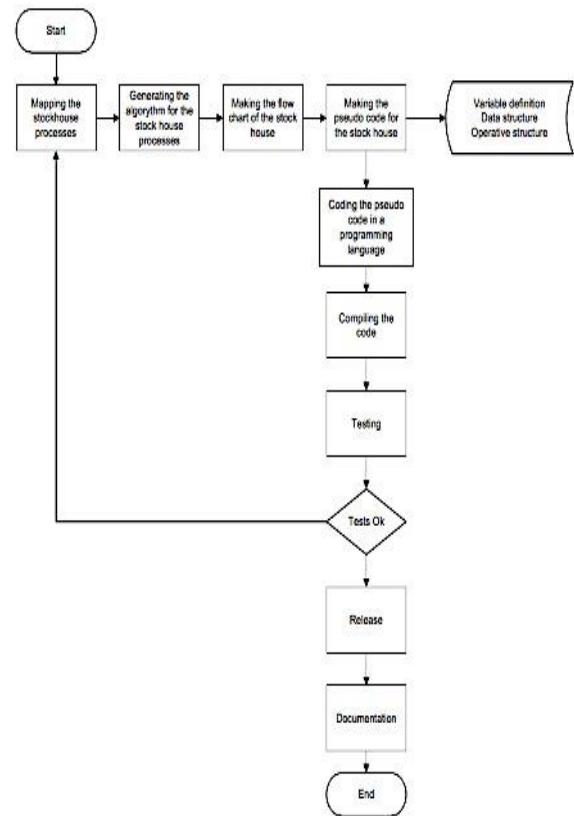 Start
Mapping the
stockhouse
processes
Generating the
algorythm for the
stock house
processes
Making the flow
chart of the stock
house
Making the
pseudo code for
the stock house
Variable definition
Data structure
Operative structure
Coding the pseudo
code in a
programming
language
Compiling the
code
Testing
Tests Ok
Release
Documentation
End